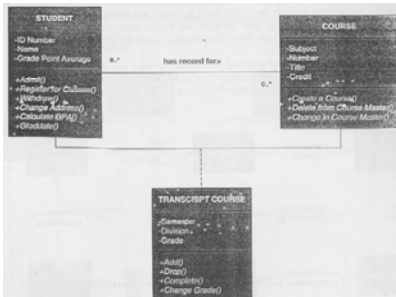 STUDENT
-ID Number
-Name
-Grade Point Average
+Admit()
+Register for Classes()
+Withdraw()
+Change Address()
+Calculate GPA()
+Graduate()
0..*
has record for>
0..*
COURSE
-Subject
-Number
-Title
-Credit
+Create a Course()
+Delete from Course Master()
+Change in Course Master()
TRANSCRIPT COURSE
-Semester
-Division
-Grade
+Add()
+Drop()
+Complete()
+Change Grade()